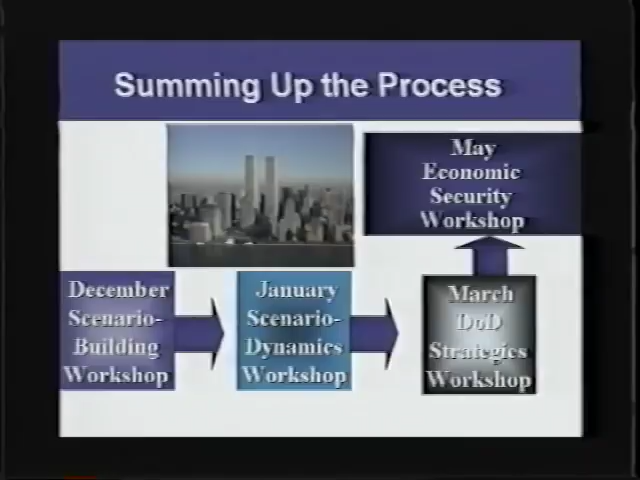 Summing Up the Process
May
Economic
Security
Workshop
December
Scenario-
Building
Workshop
January
Scenario-
Dynamics
Workshop
March
DoD
Strategics
Workshop